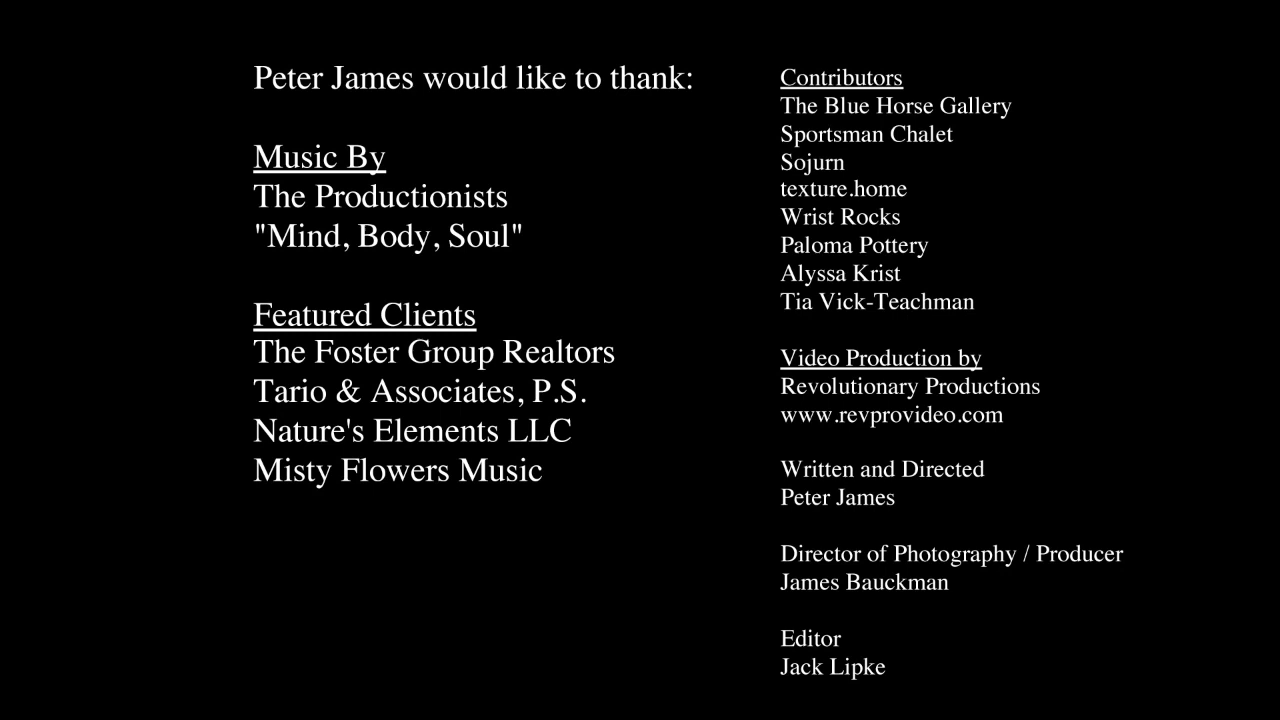 Peter James would like to thank:
Music By
The Productionists
"Mind, Body, Soul"
Featured Clients
The Foster Group Realtors
Tario & Associates, P.S.
Nature's Elements LLC
Misty Flowers Music
Contributors
The Blue Horse Gallery
Sportsman Chalet
Sojurn
texture.home
Wrist Rocks
Paloma Pottery
Alyssa Krist
Tia Vick-Teachman
Video Production by
Revolutionary Productions
www.revprovideo.com
Written and Directed
Peter James
Director of Photography / Producer
James Bauckman
Editor
Jack Lipke